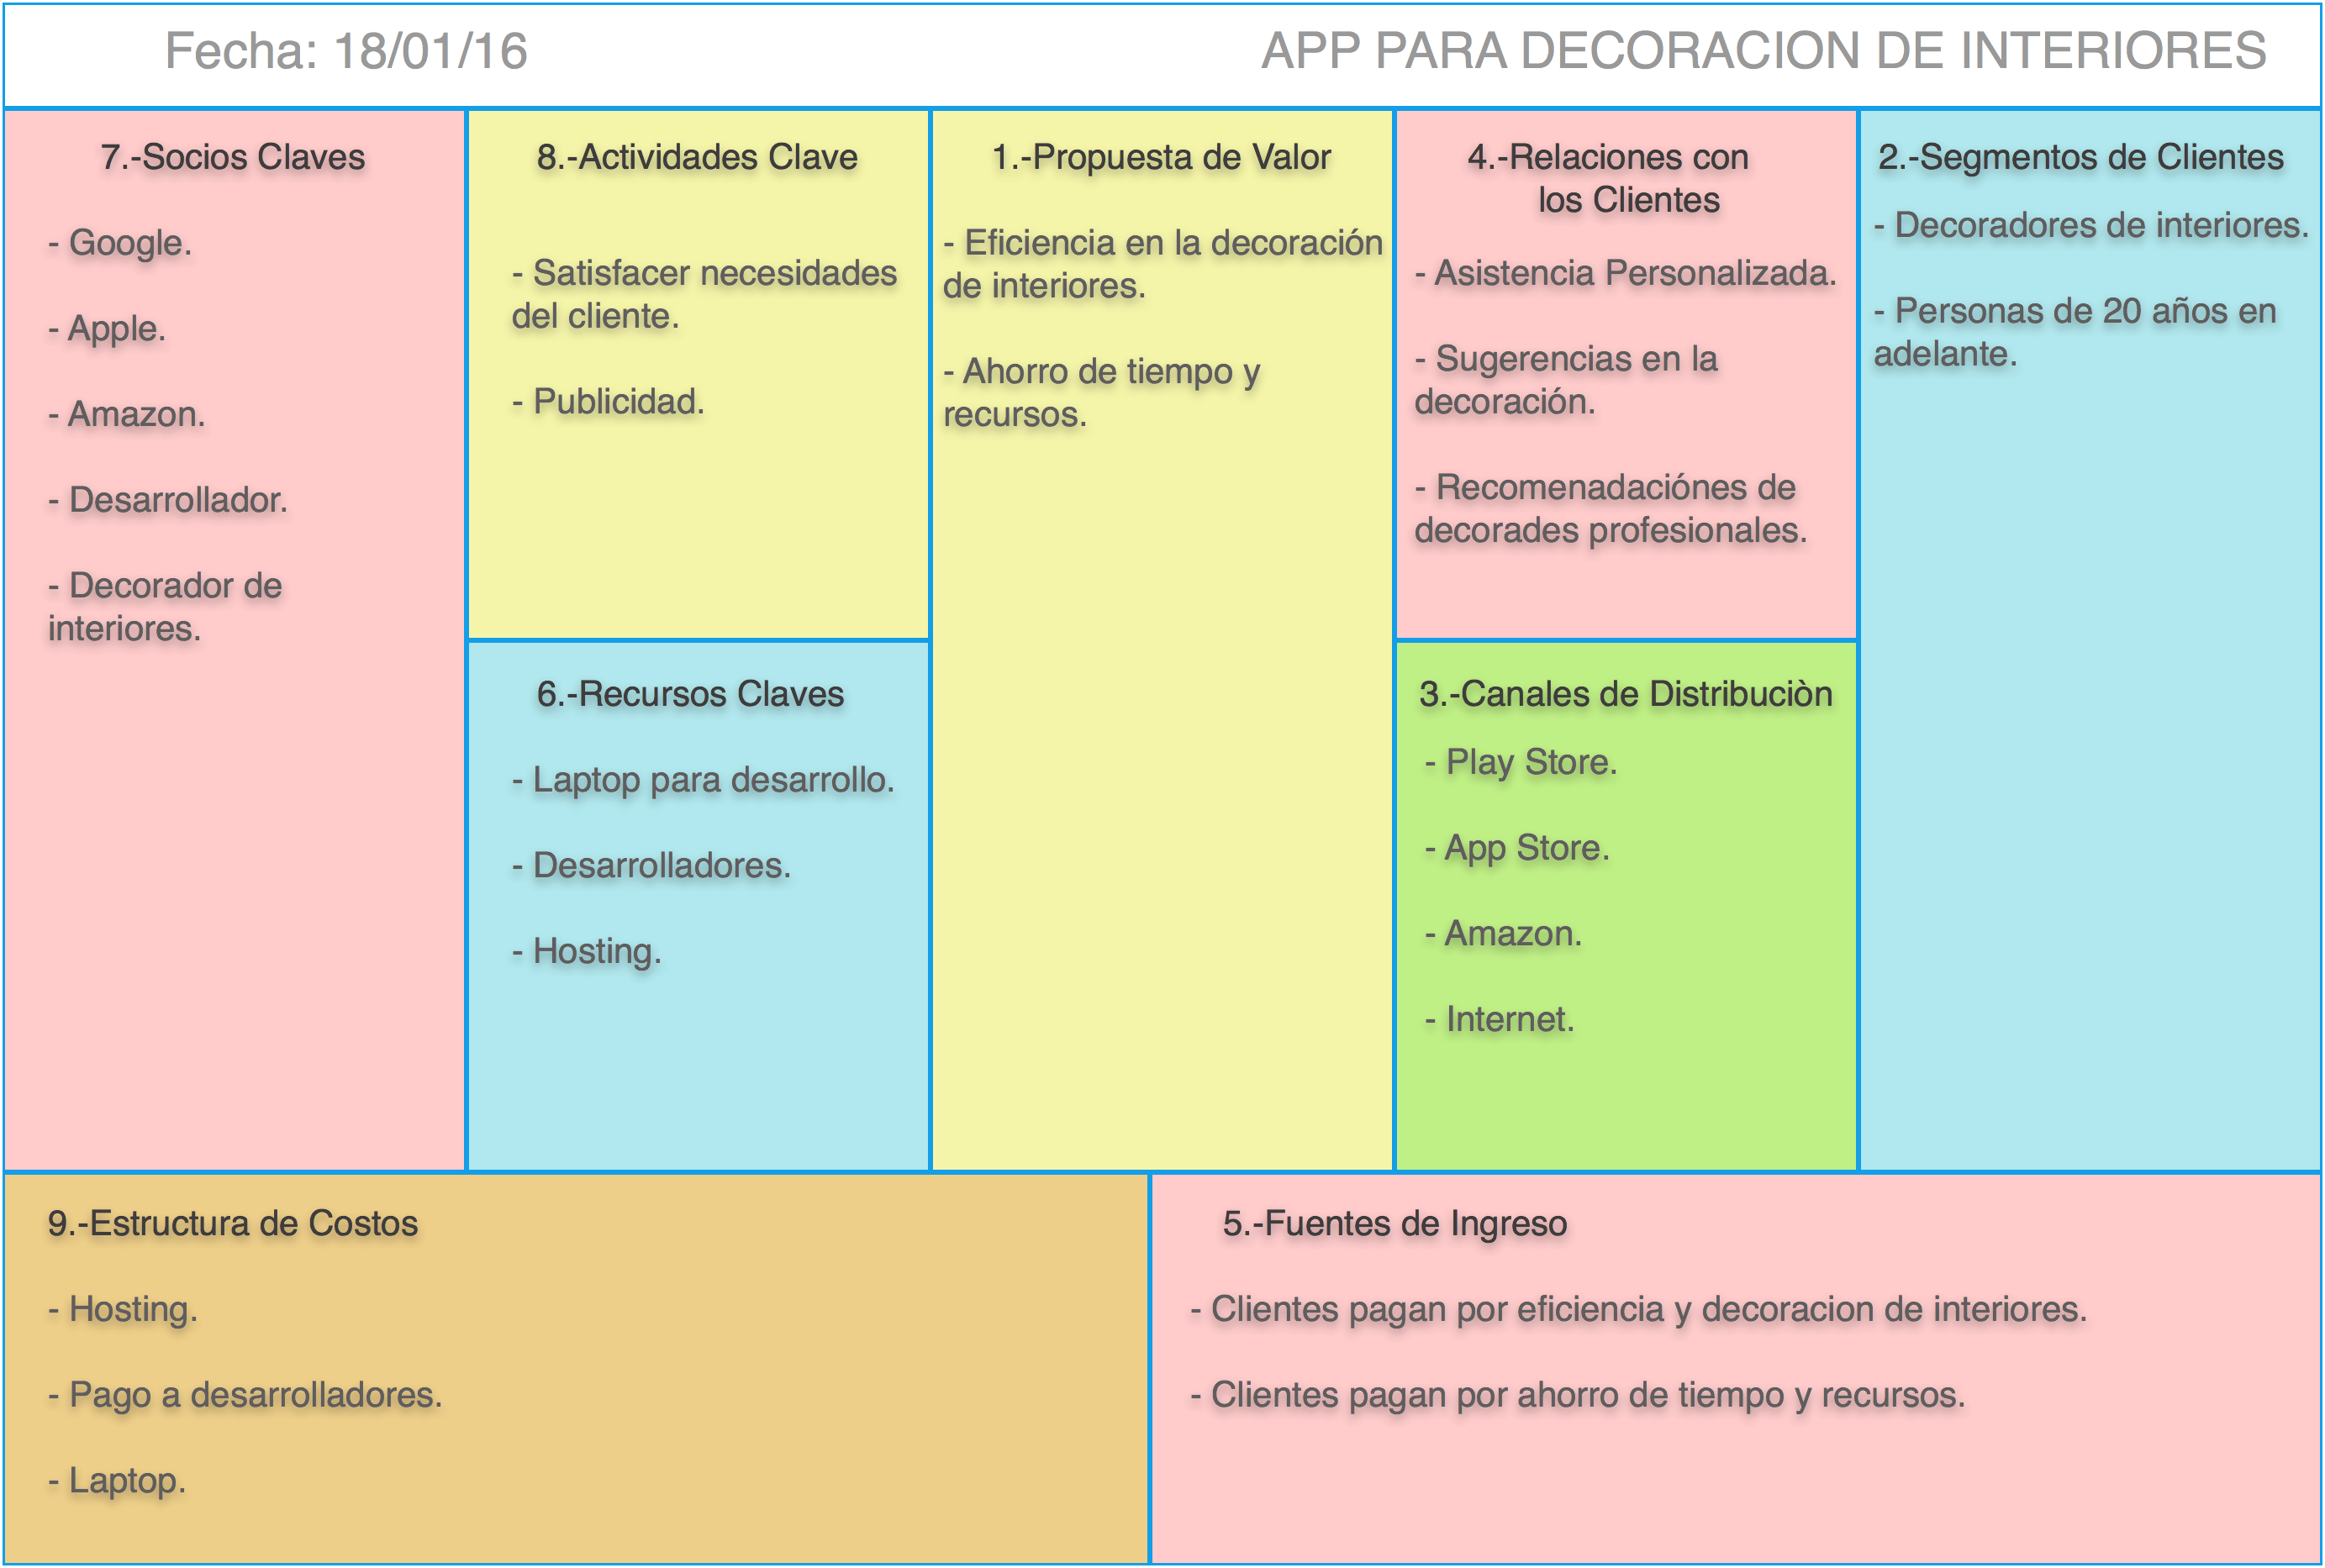 Fecha: 18/01/16
APP PARA DECORACION DE INTERIORES
7.-Socios Claves
- Google.
- Apple.
- Amazon.
- Desarrollador.
- Decorador de
interiores.
8.-Actividades Clave
- Satisfacer necesidades
del cliente.
- Publicidad.
6.-Recursos Claves
- Laptop para desarrollo.
- Desarrolladores.
- Hosting.
1.-Propuesta de Valor
- Eficiencia en la decoración
de interiores.
- Ahorro de tiempo y
recursos.
4.-Relaciones con
los Clientes
- Asistencia Personalizada.
- Sugerencias en la
decoración.
- Recomenadaciónes de
decorades profesionales.
3.-Canales de Distribuciòn
- Play Store.
- App Store.
- Amazon.
- Internet.
2.-Segmentos de Clientes
- Decoradores de interiores.
- Personas de 20 años en
adelante.
9.-Estructura de Costos
- Hosting.
- Pago a desarrolladores.
- Laptop.
5.-Fuentes de Ingreso
- Clientes pagan por eficiencia y decoracion de interiores.
- Clientes pagan por ahorro de tiempo y recursos.